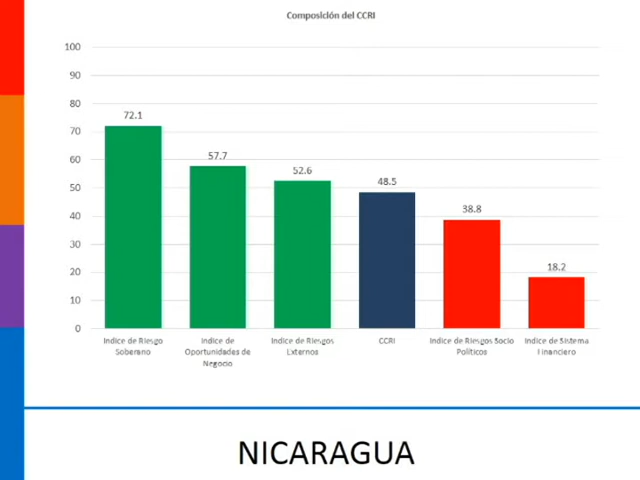 Composición del CCRI
100
90
80
70
60
50
40
30
20
10
0
72.1
57.7
52.6
48.5
38.8
18.2
Indice de Riesgo
Soberano
Indice de
Oportunidades de
Negocio
Indice de Riesgos
Externos
CCRI
Indice de Riesgos Socio
Políticos
Indice de Sistema
Financiero
NICARAGUA